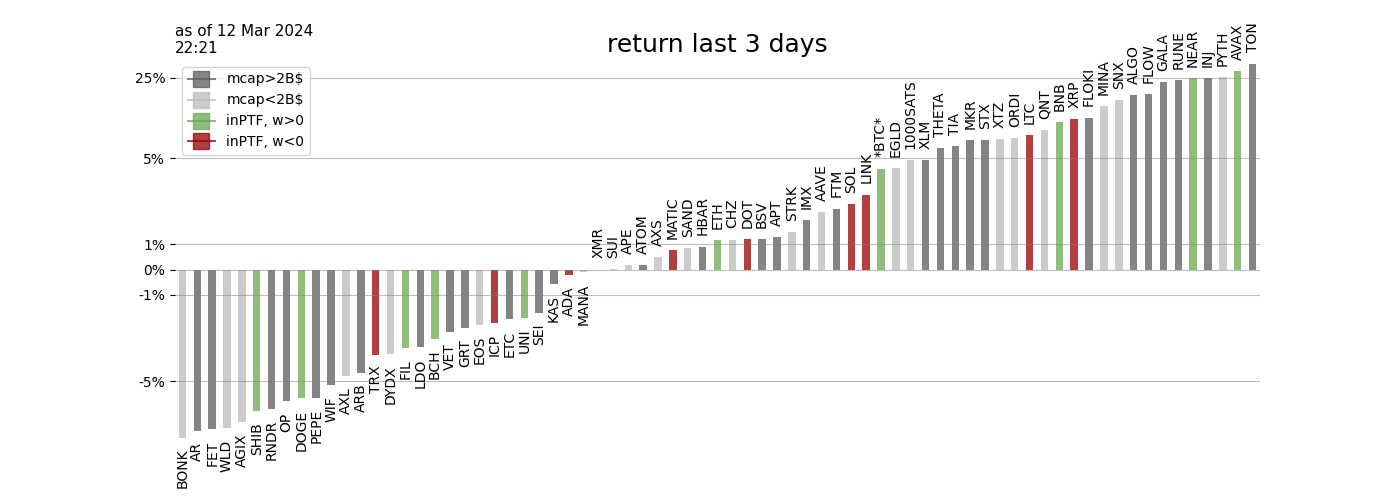 as of 12 Mar 2024
22:21
return last 3 days
mcap>2B$
mcap<2B$
inPTF, w>0
inPTF, w<0
25%
5%
1%
0%
-1%
-5%
BONK
AR
FET
WLD
AGIX
SHIB
RNDR
OP
DOGE
PEPE
WIF
AXL
ARB
TRX
DYDX
FIL
LDO
BCH
VET
GRT
EOS
ICP
ETC
UNI
SEI
KAS
ADA
MANA
XMR
SUI
APE
ATOM
AXS
MATIC
SAND
HBAR
ETH
CHZ
DOT
BSV
APT
STRK
IMX
AAVE
FTM
SOL
LINK
*BTC*
EGLD
1000SATS
XLM
THETA
TIA
MKR
STX
XTZ
ORDI
LTC
QNT
BNB
XRP
FLOKI
MINA
SNX
ALGO
FLOW
GALA
RUNE
NEAR
INJ
PYTH
AVAX
TON